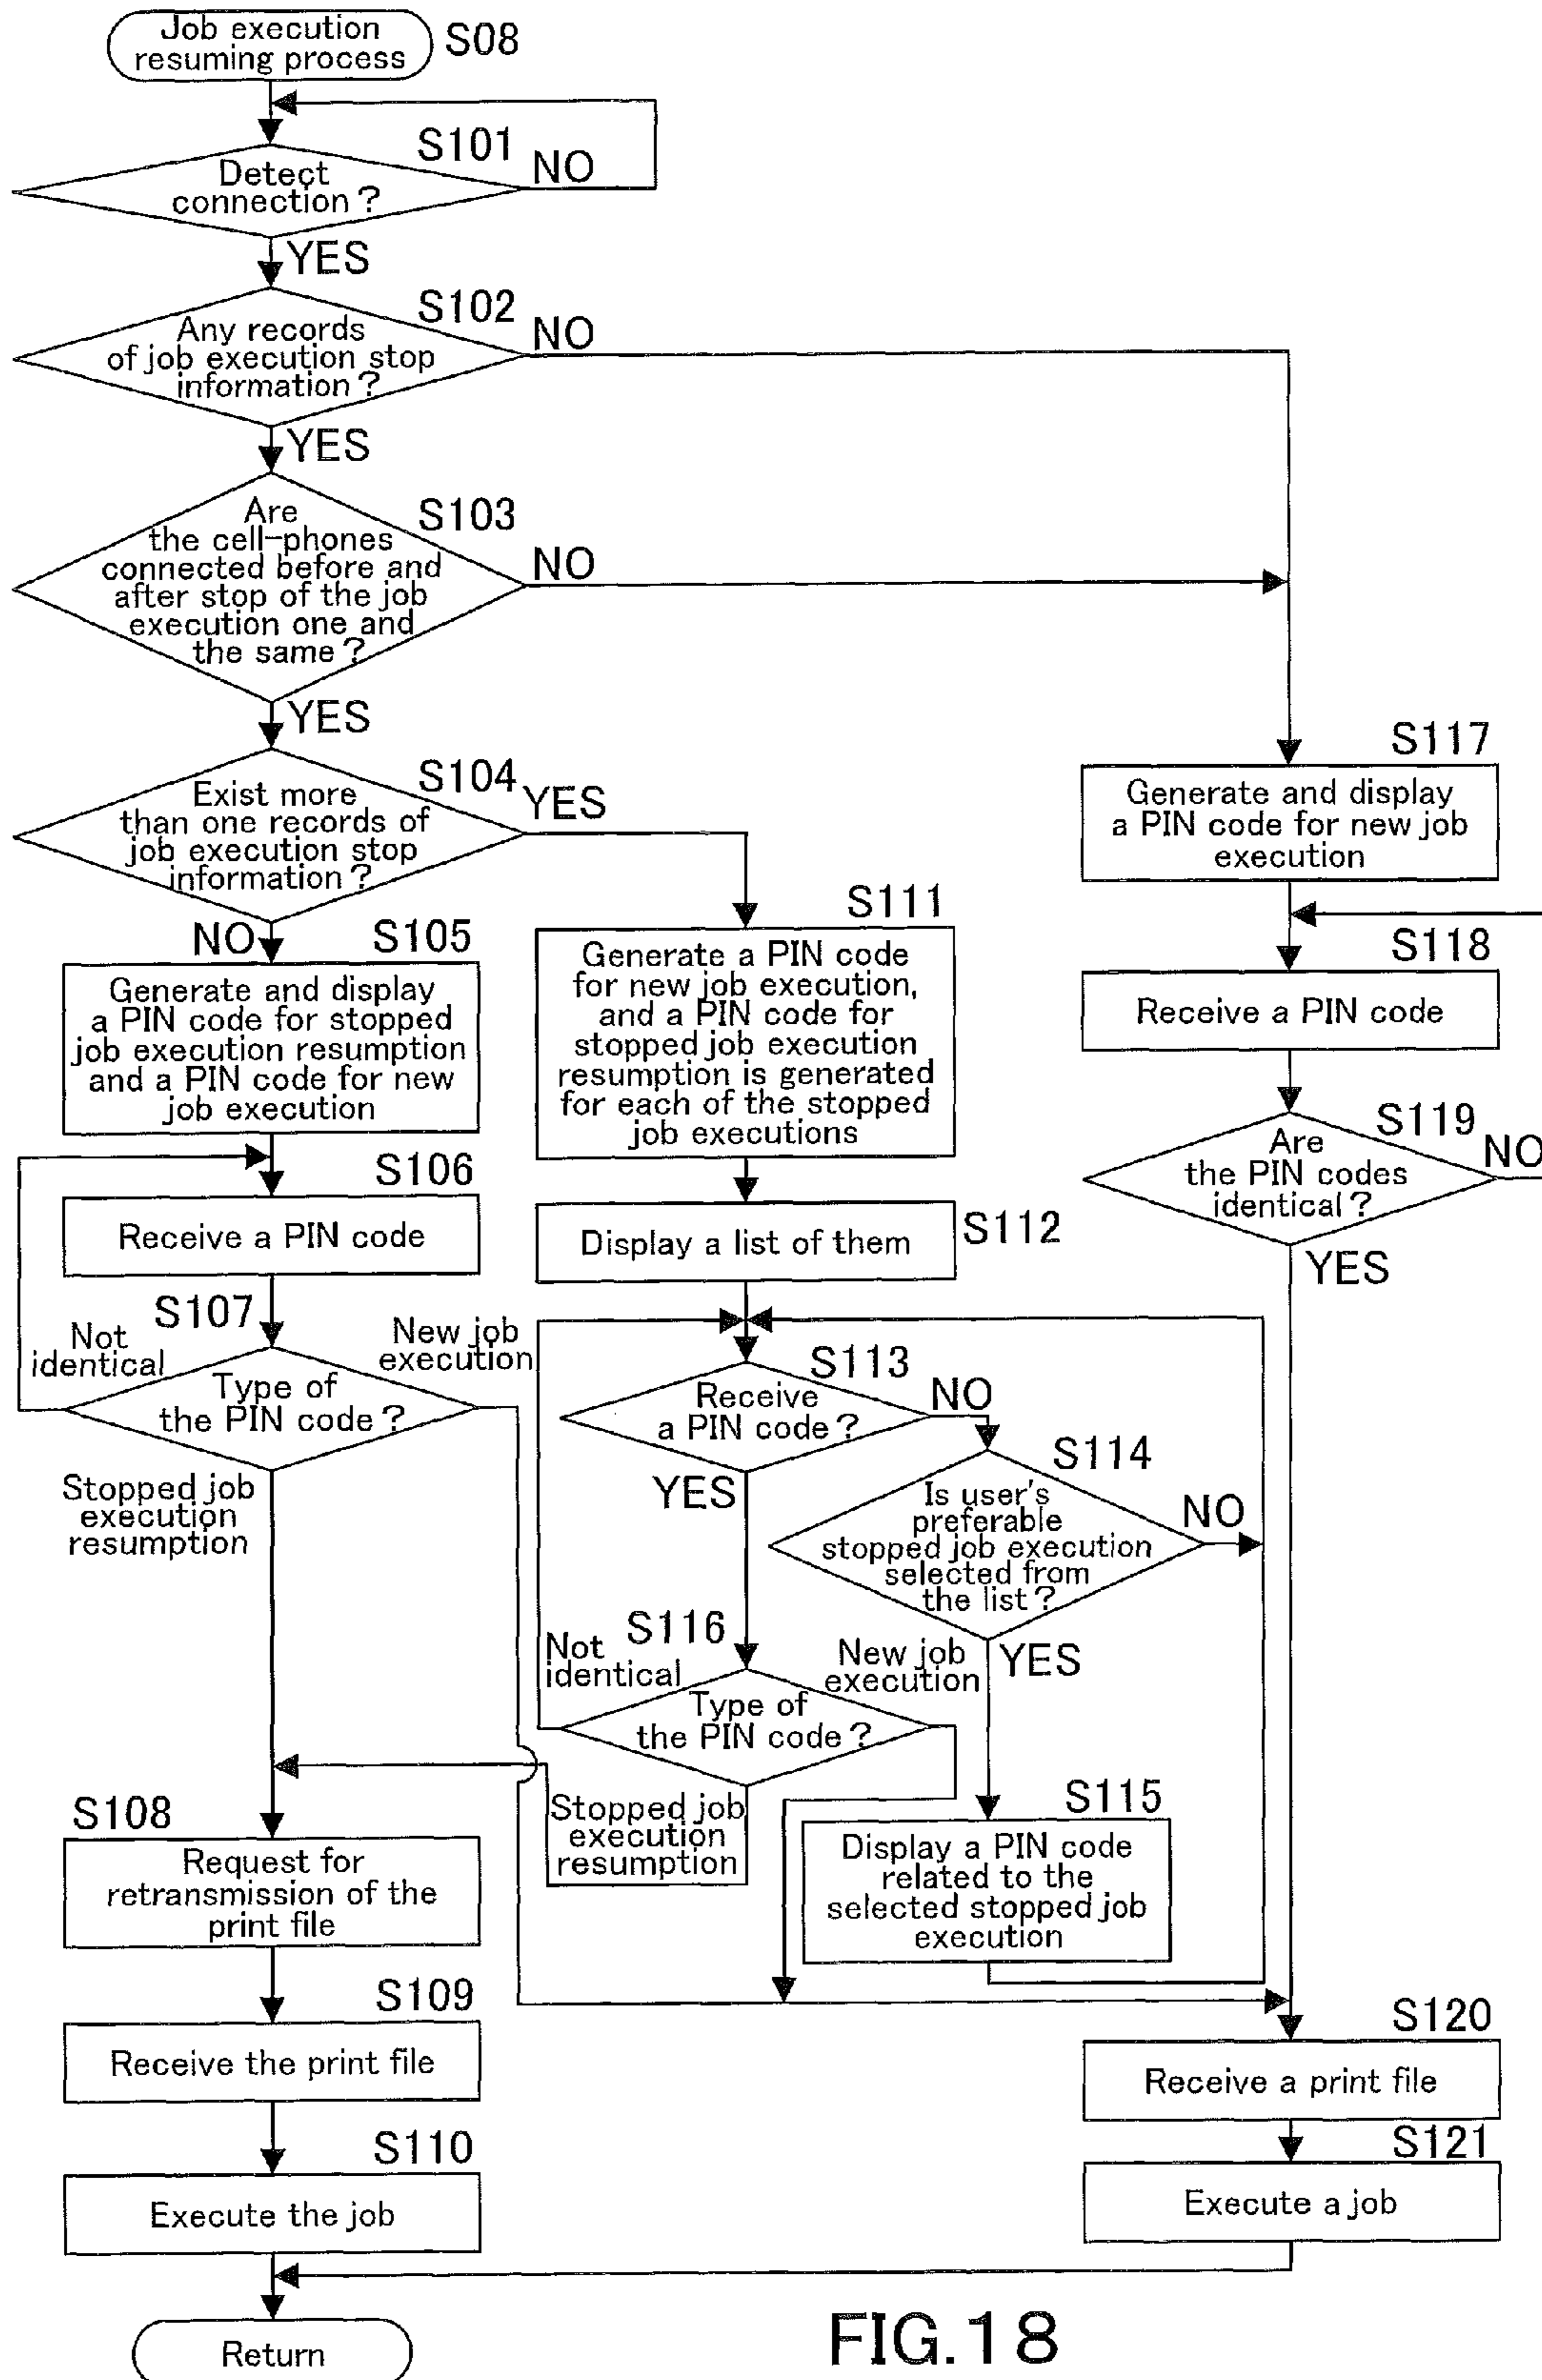 Job execution
resuming process
S08
S101
Detect
connection?
NO
YES
S102
Any records
of job execution stop
information?
NO
YES
S103
Are
the cell-phones
connected before and
after stop of the job
execution one and
the same?
NO
YES
S104
Exist more
than one records of
job execution stop
information?
YES
NO
S105
Generate and display
a PIN code for stopped
job execution resumption
and a PIN code for new
job execution
S106
Receive a PIN code
S107
Not
identical
New job
execution
Type of
the PIN code?
Stopped job
execution
resumption
S108
Request for
retransmission of the
print file
S109
Receive the print file
S110
Execute the job
Return
S111
Generate a PIN code
for new job execution,
and a PIN code for
stopped job execution
resumption is generated
for each of the stopped
job executions
S112
Display a list of them
S113
Receive
a PIN code?
NO
YES
S114
Is user's
preferable
stopped job execution
selected from
the list?
NO
YES
S116
Not
identical
New job
execution
Type of
the PIN code?
Stopped job
execution
resumption
S115
Display a PIN code
related to the
selected stopped job
execution
S117
Generate and display
a PIN code for new job
execution
S118
Receive a PIN code
S119
Are
the PIN codes
identical?
NO
YES
S120
Receive a print file
S121
Execute a job
FIG.18